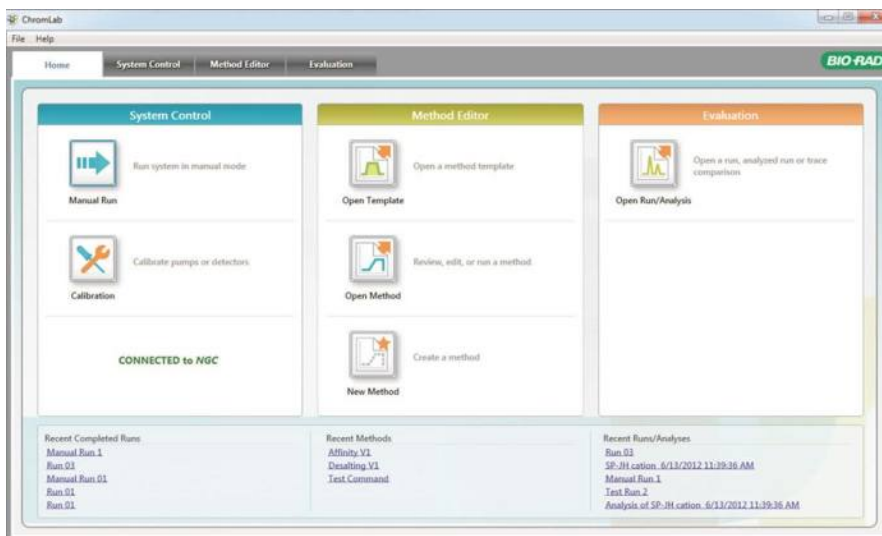 ChromLab
File Help
Home System Control Method Editor Evaluation
BIO-RAD
System Control
Run system in manual mode
Manual Run
Calibrate pumps or detectors
Calibration
CONNECTED to NGC
Method Editor
Open a method template
Open Template
Review, edit, or run a method
Open Method
Create a method
New Method
Evaluation
Open a run, analyzed run or trace
comparison
Open Run/Analysis
Recent Completed Runs
Manual Run 1
Run 03
Manual Run 01
Run 01
Run 01
Recent Methods
Affinity V1
Desalting V1
Test Command
Recent Runs/Analyses
Run 03
SP-JH cation 6/13/2012 11:39:36 AM
Manual Run 1
Test Run 2
Analysis of SP-JH cation 6/13/2012 11:39:36 AM